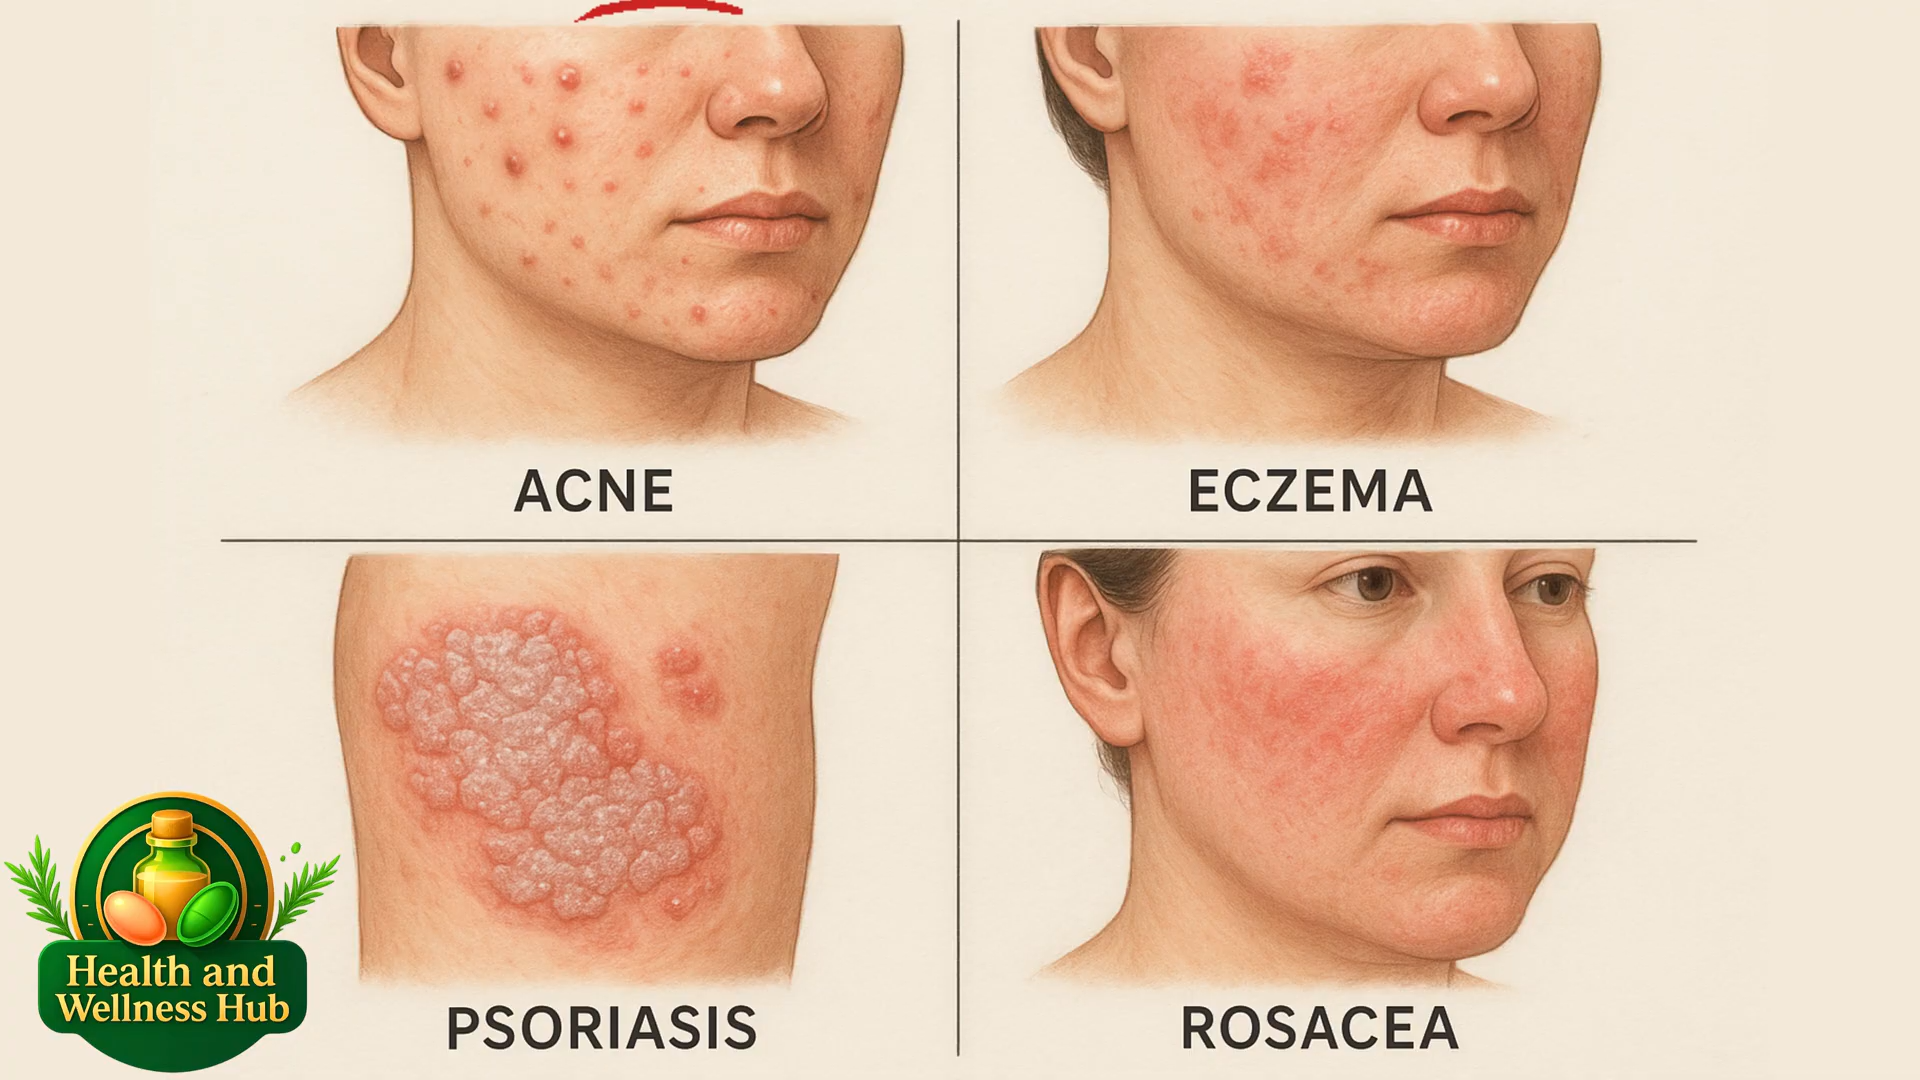 ACNE
ECZEMA
PSORIASIS
ROSACEA
Health and
Wellness Hub